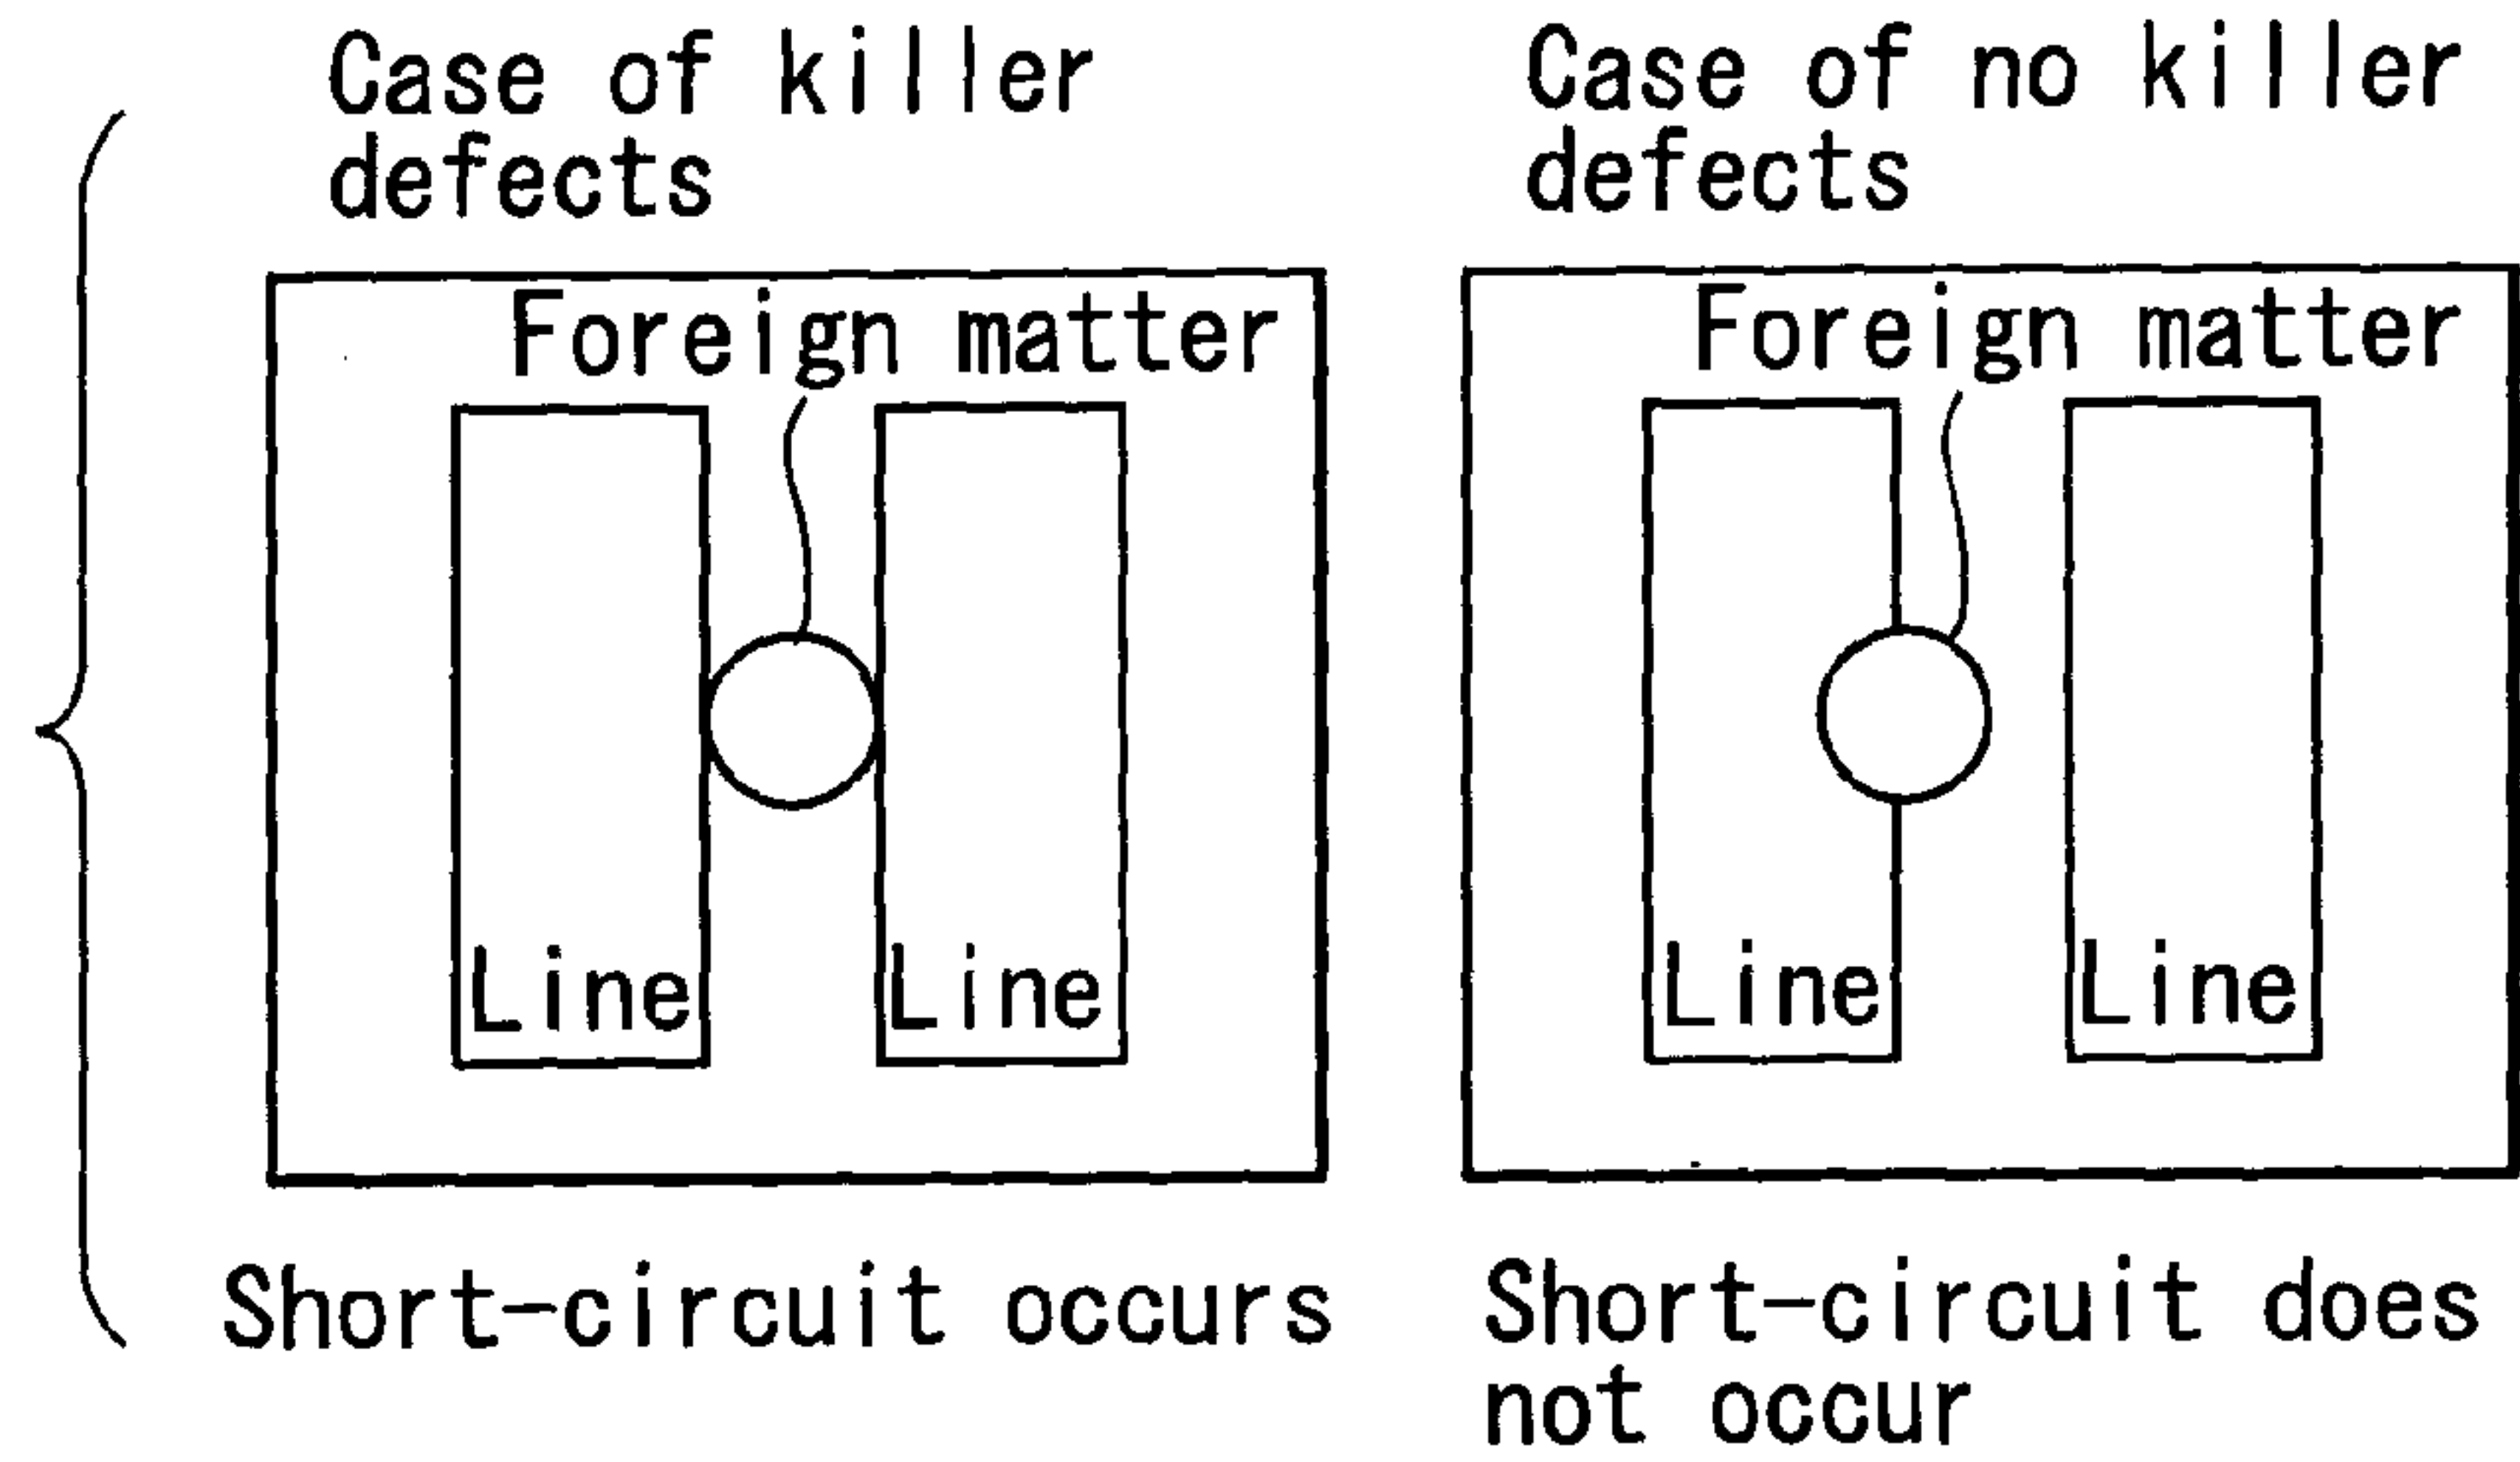 Case of killer
defects
Foreign matter
Line
Line
Short-circuit occurs
Case of no killer
defects
Foreign matter
Line
Line
Short-circuit does
not occur